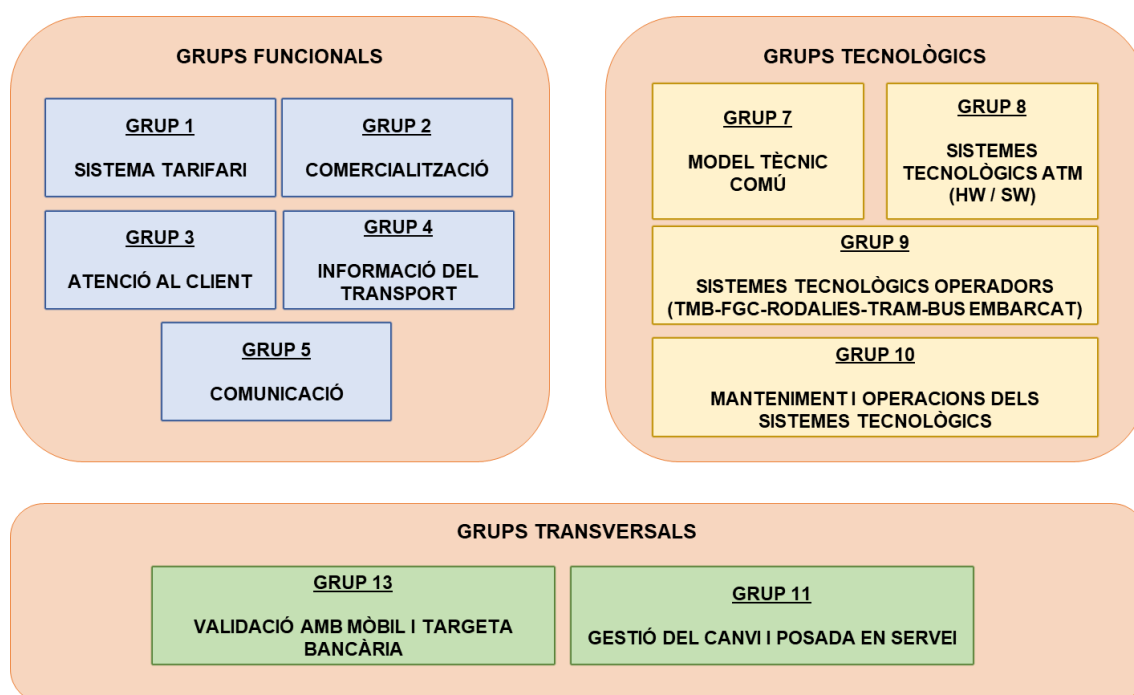 GRUPS FUNCIONALS
GRUP 1
SISTEMA TARIFARI
GRUP 2
COMERCIALITZACIÓ
GRUP 3
ATENCIÓ AL CLIENT
GRUP 4
INFORMACIÓ DEL
TRANSPORT
GRUP 5
COMUNICACIÓ
GRUPS TECNOLÒGICS
GRUP 7
MODEL TÈCNIC
COMÚ
GRUP 8
SISTEMES
TECNOLÒGICS ATM
(HW / SW)
GRUP 9
SISTEMES TECNOLÒGICS OPERADORS
(TMB-FGC-RODALIES-TRAM-BUS EMBARCAT)
GRUP 10
MANTENIMENT I OPERACIONS DELS
SISTEMES TECNOLÒGICS
GRUPS TRANSVERSALS
GRUP 13
VALIDACIÓ AMB MÒBIL I TARGETA
BANCÀRIA
GRUP 11
GESTIÓ DEL CANVI I POSADA EN SERVEI